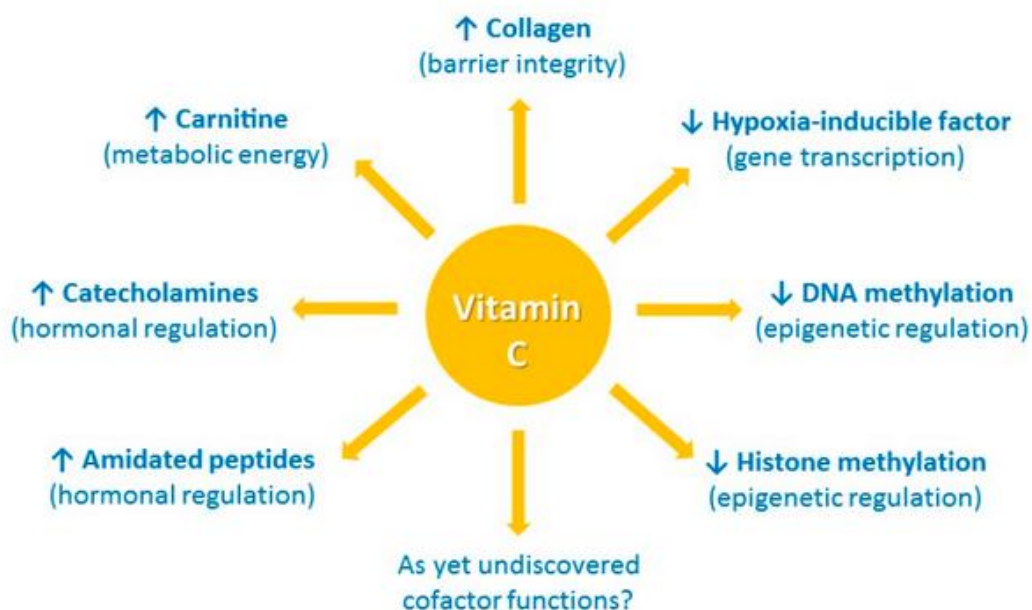 ↑ Collagen
(barrier integrity)
↑ Carnitine
(metabolic energy)
↓ Hypoxia-inducible factor
(gene transcription)
↑ Catecholamines
(hormonal regulation)
Vitamin
C
↓ DNA methylation
(epigenetic regulation)
↑ Amidated peptides
(hormonal regulation)
↓ Histone methylation
(epigenetic regulation)
As yet undiscovered
cofactor functions?